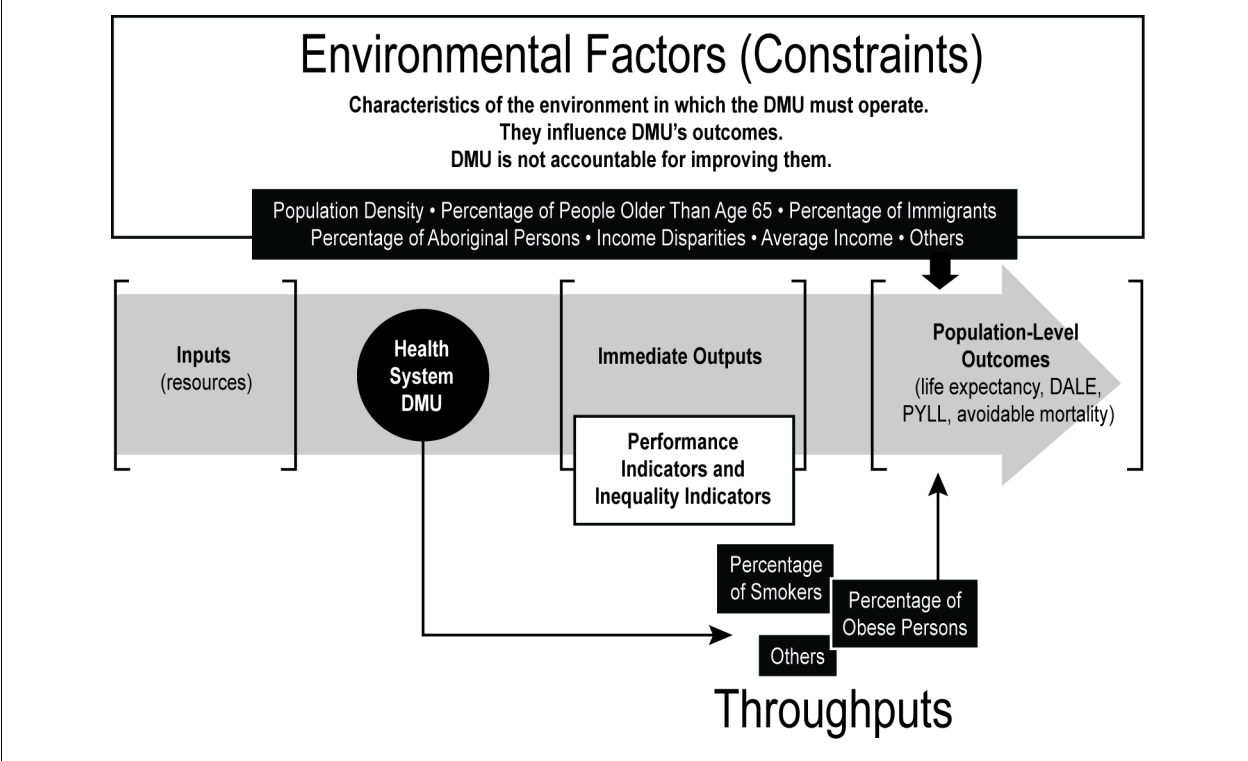 Environmental Factors (Constraints)
Characteristics of the environment in which the DMU must operate.
They influence DMU’s outcomes.
DMU is not accountable for improving them.
Population Density • Percentage of People Older Than Age 65 • Percentage of Immigrants
Percentage of Aboriginal Persons • Income Disparities • Average Income • Others
Inputs
(resources)
Health
System
DMU
Immediate Outputs
Performance
Indicators and
Inequality Indicators
Population-Level
Outcomes
(life expectancy, DALE,
PYLL, avoidable mortality)
Percentage
of Smokers
Percentage of
Obese Persons
Others
Throughputs